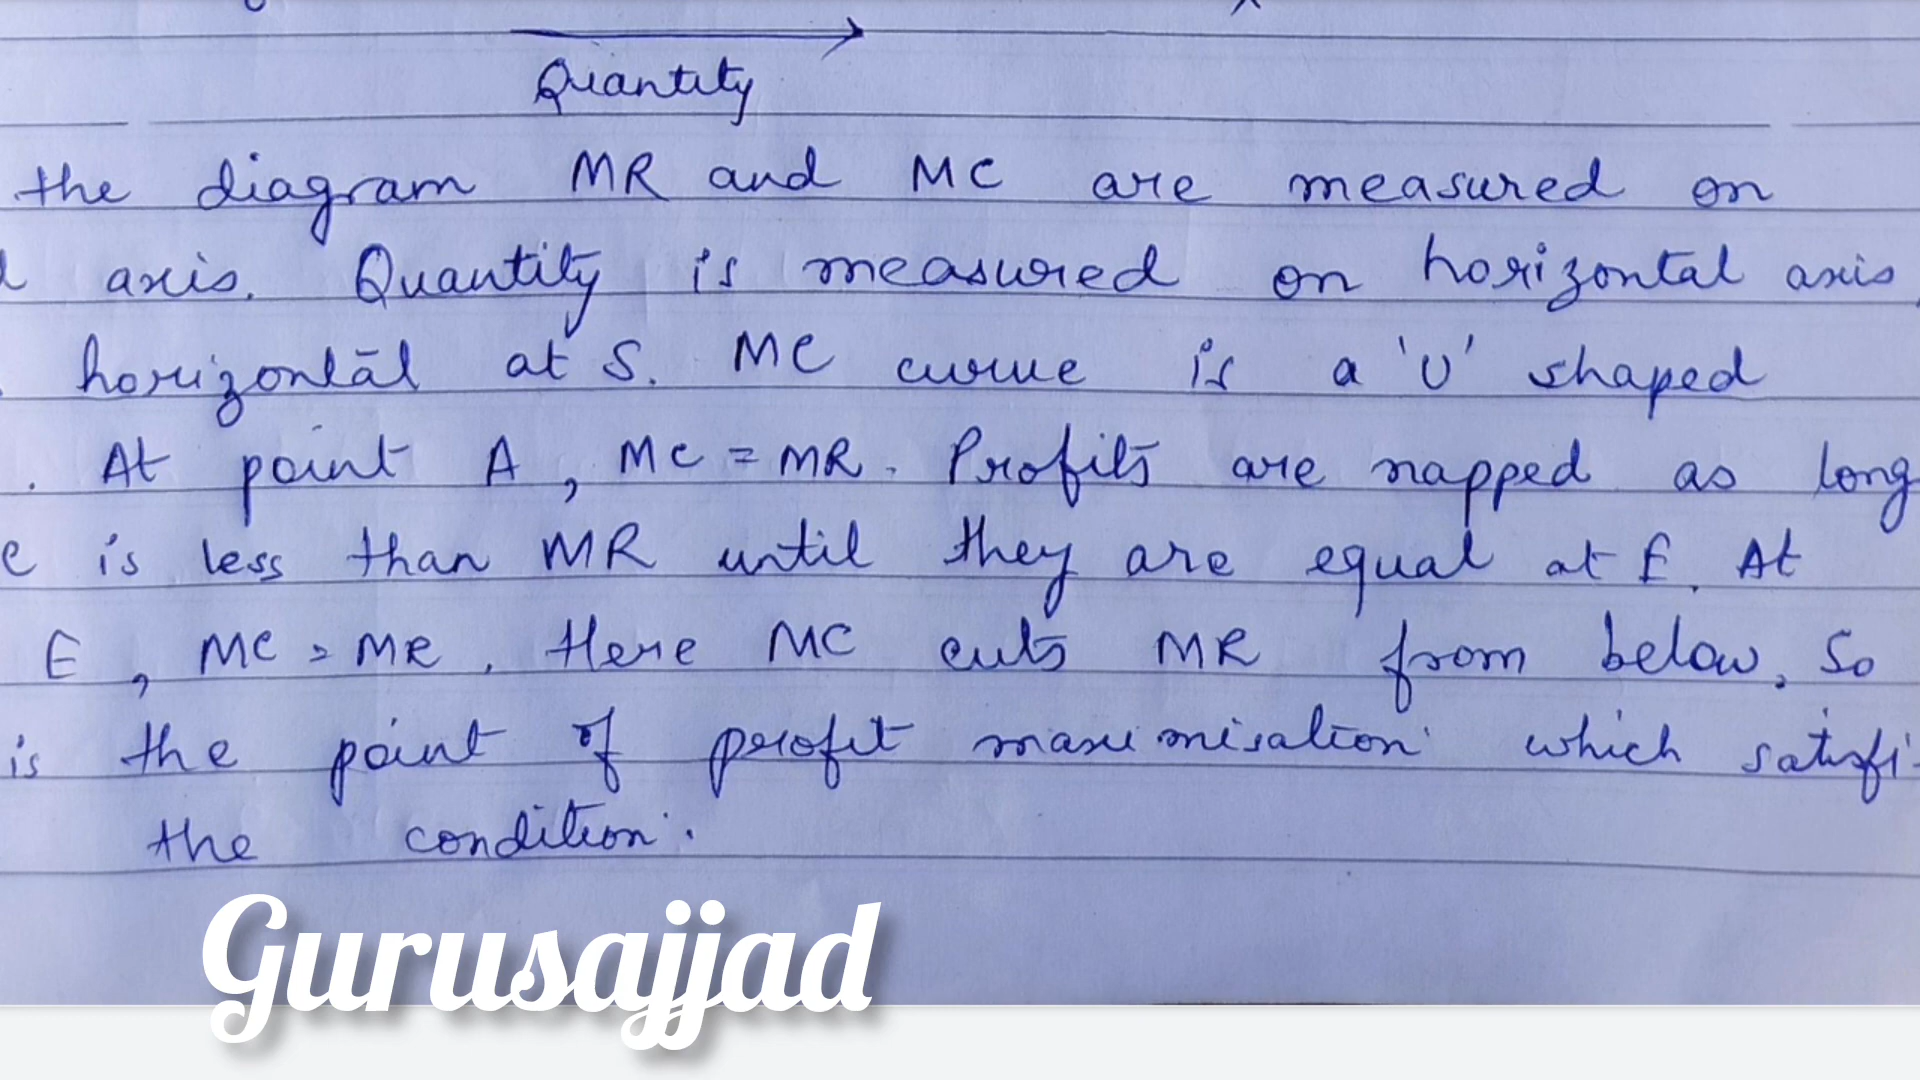 Quantity
the diagram MR and MC are measured on
axis. Quantity is measured on horizontal axis,
horizontal at S. MC curve is a 'U' shaped
. At point A, MC = MR. Profits are rapped as long
C is less than MR until they are equal at E. At
E, MC = MR. Here MC cuts MR from below, So
is the point of profit maximisation which satisfi-
the condition.
Gurusajjad